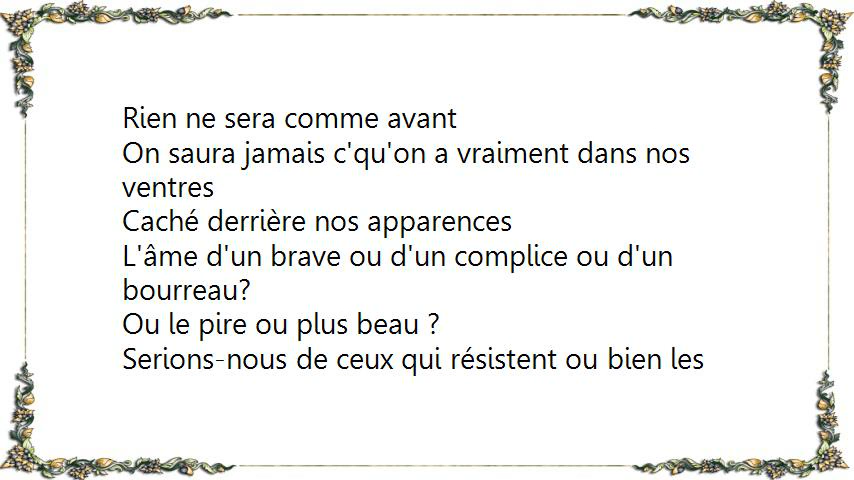 Rien ne sera comme avant
On saura jamais c'qu'on a vraiment dans nos
ventres
Caché derrière nos apparences
L'âme d'un brave ou d'un complice ou d'un
bourreau?
Ou le pire ou plus beau ?
Serions-nous de ceux qui résistent ou bien les